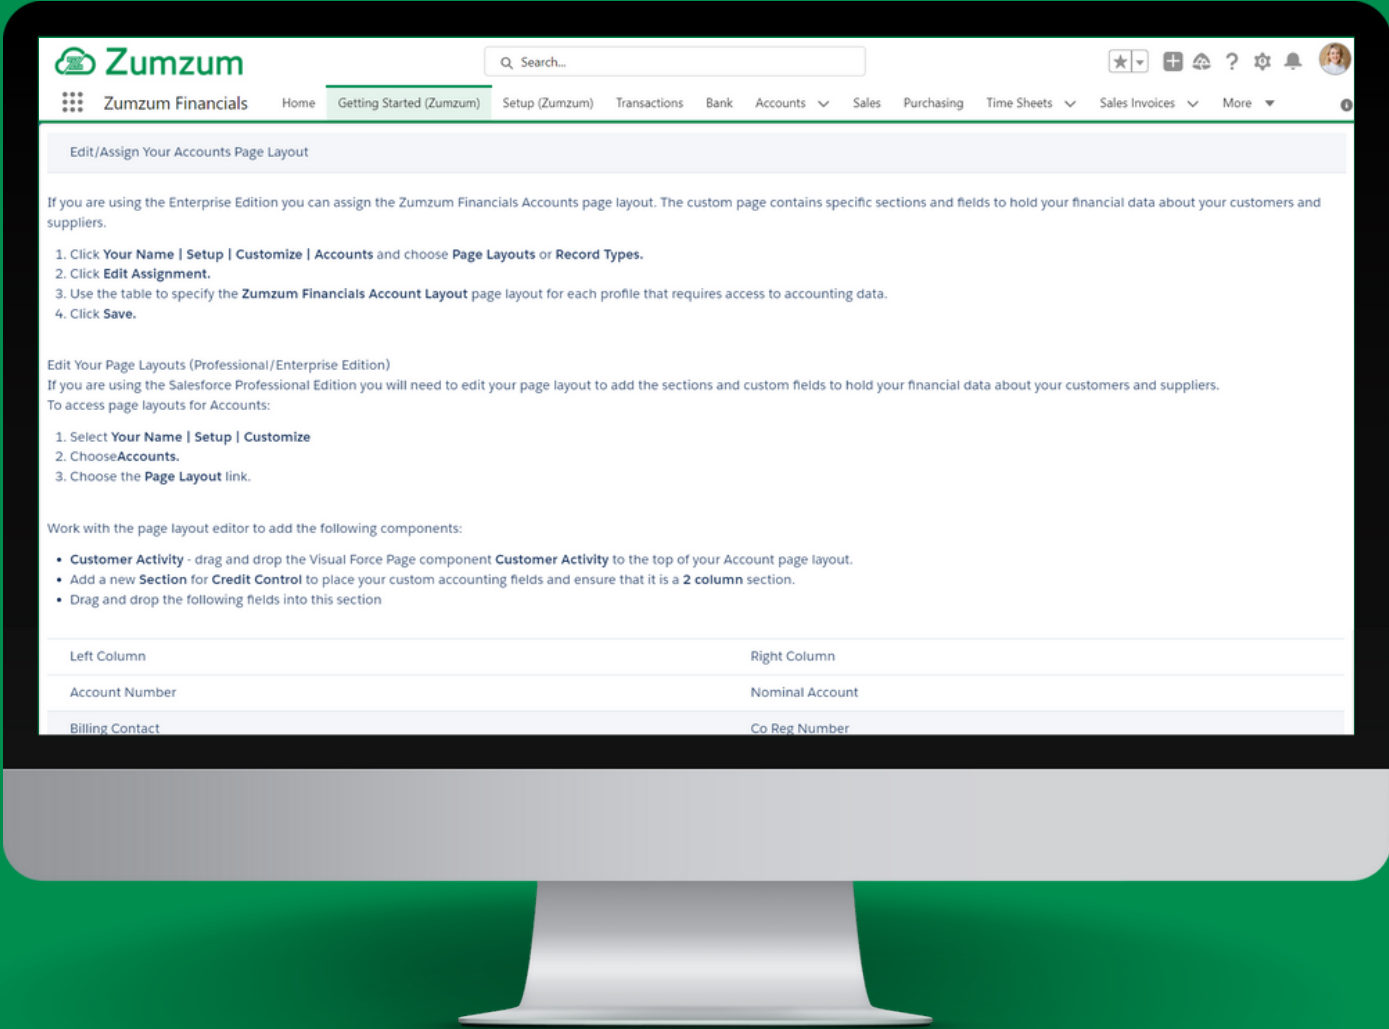 Zumzum
Search...
Zumzum Financials Home Getting Started (Zumzum) Setup (Zumzum) Transactions Bank Accounts Sales Purchasing Time Sheets Sales Invoices More
Edit/Assign Your Accounts Page Layout
If you are using the Enterprise Edition you can assign the Zumzum Financials Accounts page layout. The custom page contains specific sections and fields to hold your financial data about your customers and
suppliers.
1. Click Your Name | Setup | Customize | Accounts and choose Page Layouts or Record Types.
2. Click Edit Assignment.
3. Use the table to specify the Zumzum Financials Account Layout page layout for each profile that requires access to accounting data.
4. Click Save.
Edit Your Page Layouts (Professional/Enterprise Edition)
If you are using the Salesforce Professional Edition you will need to edit your page layout to add the sections and custom fields to hold your financial data about your customers and suppliers.
To access page layouts for Accounts:
1. Select Your Name | Setup | Customize
2. ChooseAccounts.
3. Choose the Page Layout link.
Work with the page layout editor to add the following components:
• Customer Activity - drag and drop the Visual Force Page component Customer Activity to the top of your Account page layout.
• Add a new Section for Credit Control to place your custom accounting fields and ensure that it is a 2 column section.
• Drag and drop the following fields into this section
Left Column Right Column
Account Number Nominal Account
Billing Contact Co Reg Number